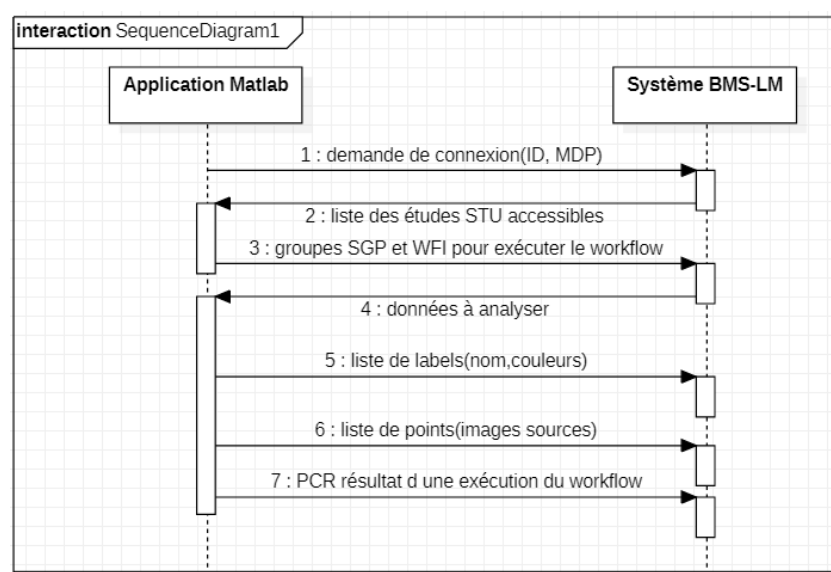 interaction SequenceDiagram1
Application Matlab
Système BMS-LM
1 : demande de connexion(ID, MDP)
2 : liste des études STU accessibles
3 : groupes SGP et WFI pour exécuter le workflow
4 : données à analyser
5 : liste de labels(nom,couleurs)
6 : liste de points(images sources)
7 : PCR résultat d une exécution du workflow